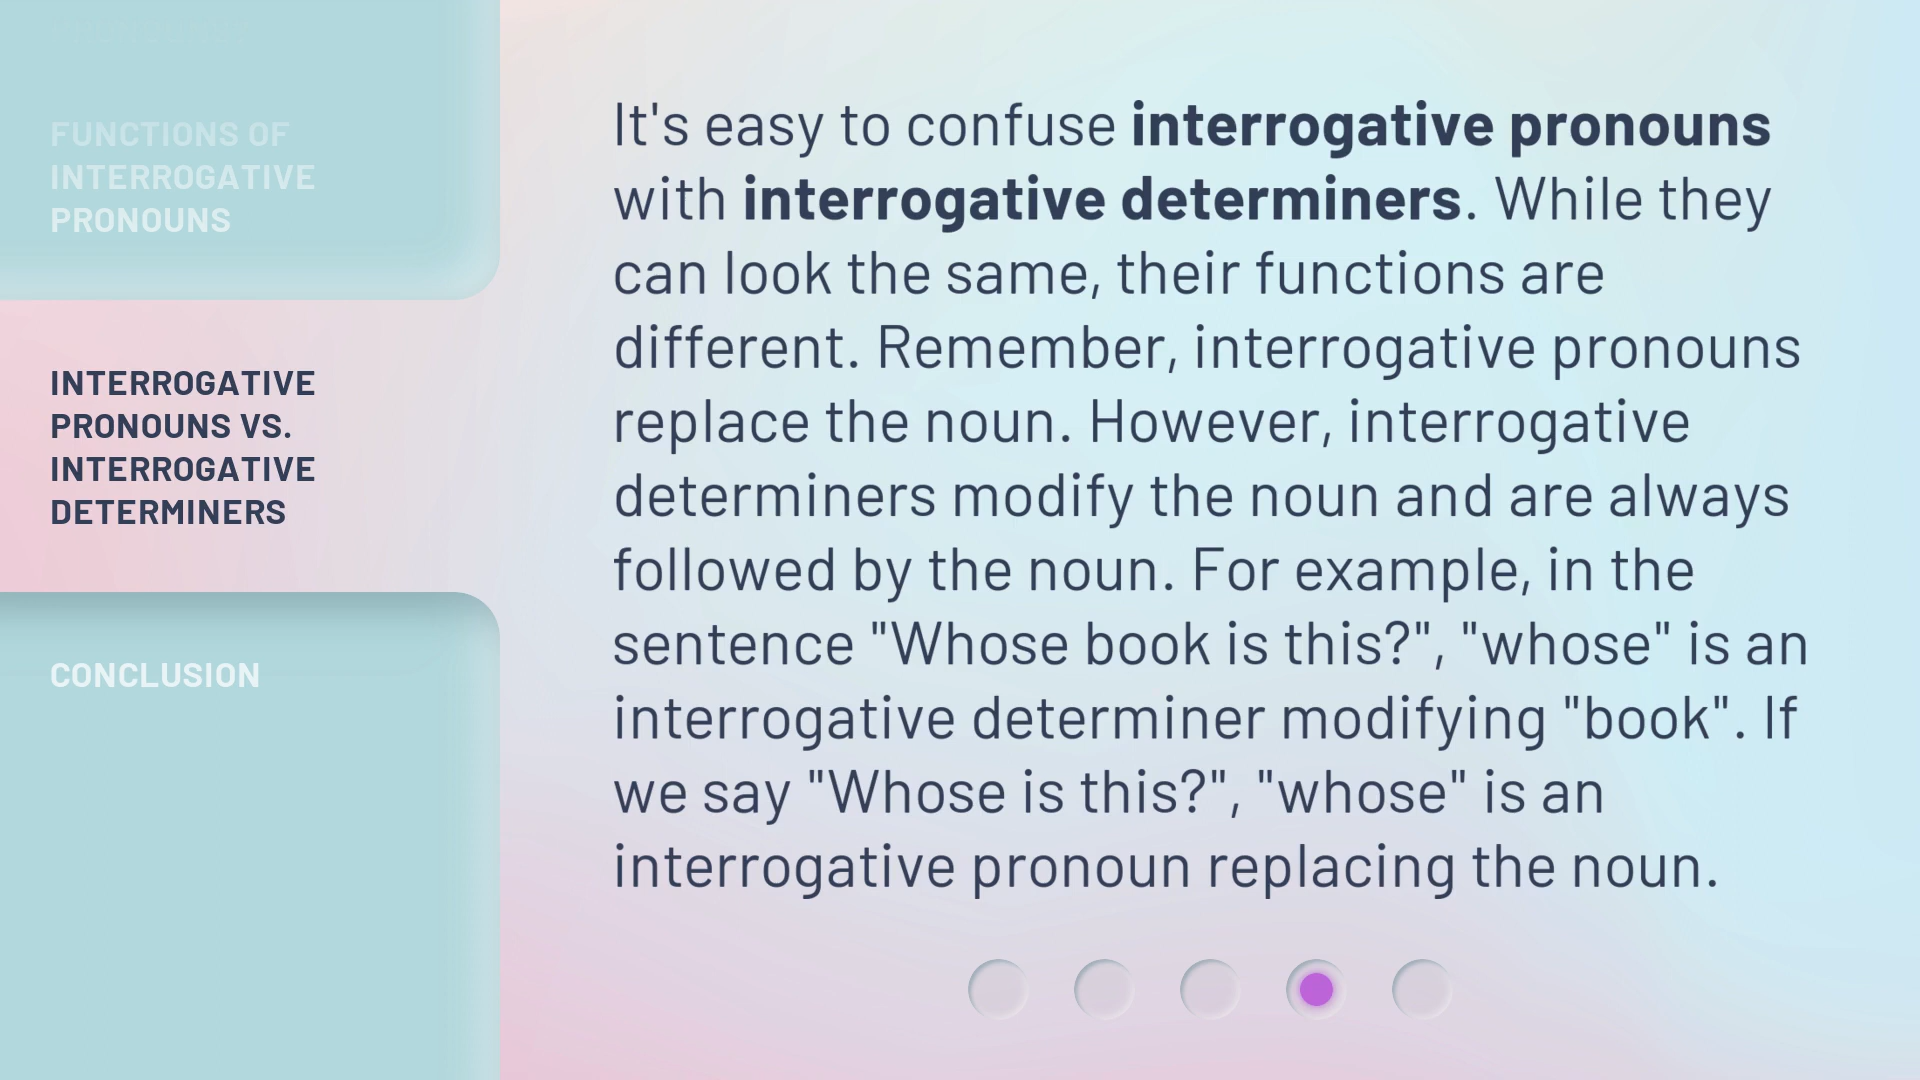 FUNCTIONS OF
INTERROGATIVE
PRONOUNS
INTERROGATIVE
PRONOUNS VS.
INTERROGATIVE
DETERMINERS
CONCLUSION
It's easy to confuse interrogative pronouns
with interrogative determiners. While they
can look the same, their functions are
different. Remember, interrogative pronouns
replace the noun. However, interrogative
determiners modify the noun and are always
followed by the noun. For example, in the
sentence "Whose book is this?", "whose" is an
interrogative determiner modifying "book". If
we say "Whose is this?", "whose" is an
interrogative pronoun replacing the noun.